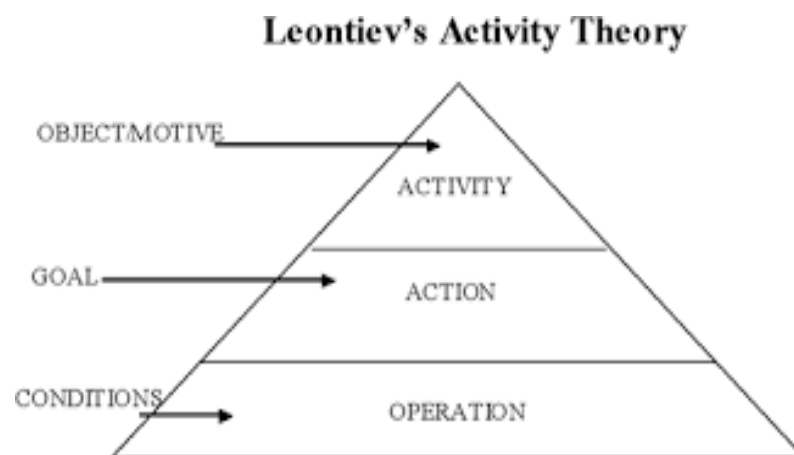 Leontiev's Activity Theory
OBJECT/MOTIVE
ACTIVITY
GOAL
ACTION
CONDITIONS
OPERATION